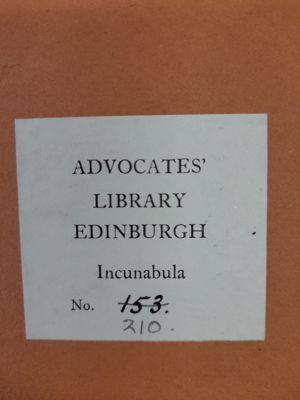 ADVOCATES'
LIBRARY
EDINBURGH
Incunabula
No. 153.
210.